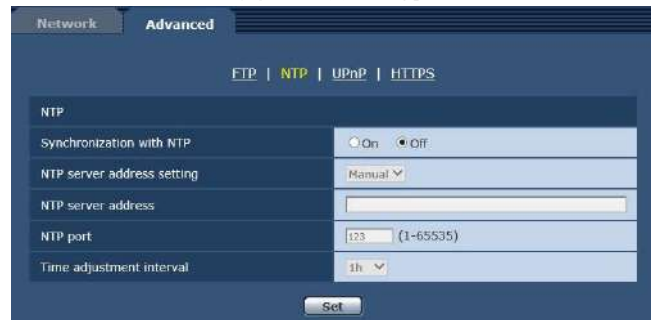 Network Advanced
FTP | NTP | UPnP | HTTPS
NTP
Synchronization with NTP On Off
NTP server address setting Manual
NTP server address
NTP port 123 (1-65535)
Time adjustment interval 1h
Set